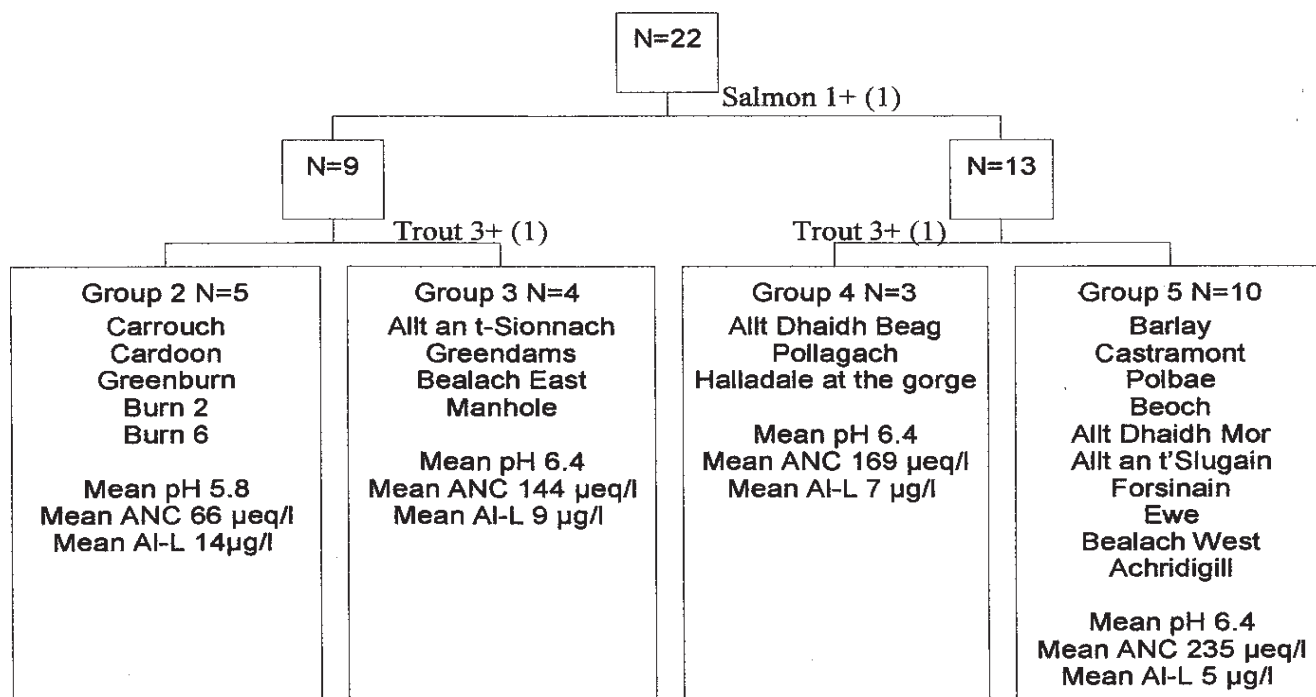 N=22
Salmon 1+ (1)
N=9
N=13
Trout 3+ (1)
Trout 3+ (1)
Group 2 N=5
Carrouch
Cardoon
Greenburn
Burn 2
Burn 6
Mean pH 5.8
Mean ANC 66 µeq/l
Mean Al-L 14µg/l
Group 3 N=4
Allt an t-Sionnach
Greendams
Bealach East
Manhole
Mean pH 6.4
Mean ANC 144 µeq/l
Mean Al-L 9 µg/l
Group 4 N=3
Allt Dhaidh Beag
Pollagach
Halladale at the gorge
Mean pH 6.4
Mean ANC 169 µeq/l
Mean Al-L 7 µg/l
Group 5 N=10
Barlay
Castramont
Polbae
Beoch
Allt Dhaidh Mor
Allt an t'Slugain
Forsinain
Ewe
Bealach West
Achridigill
Mean pH 6.4
Mean ANC 235 µeq/l
Mean Al-L 5 µg/l